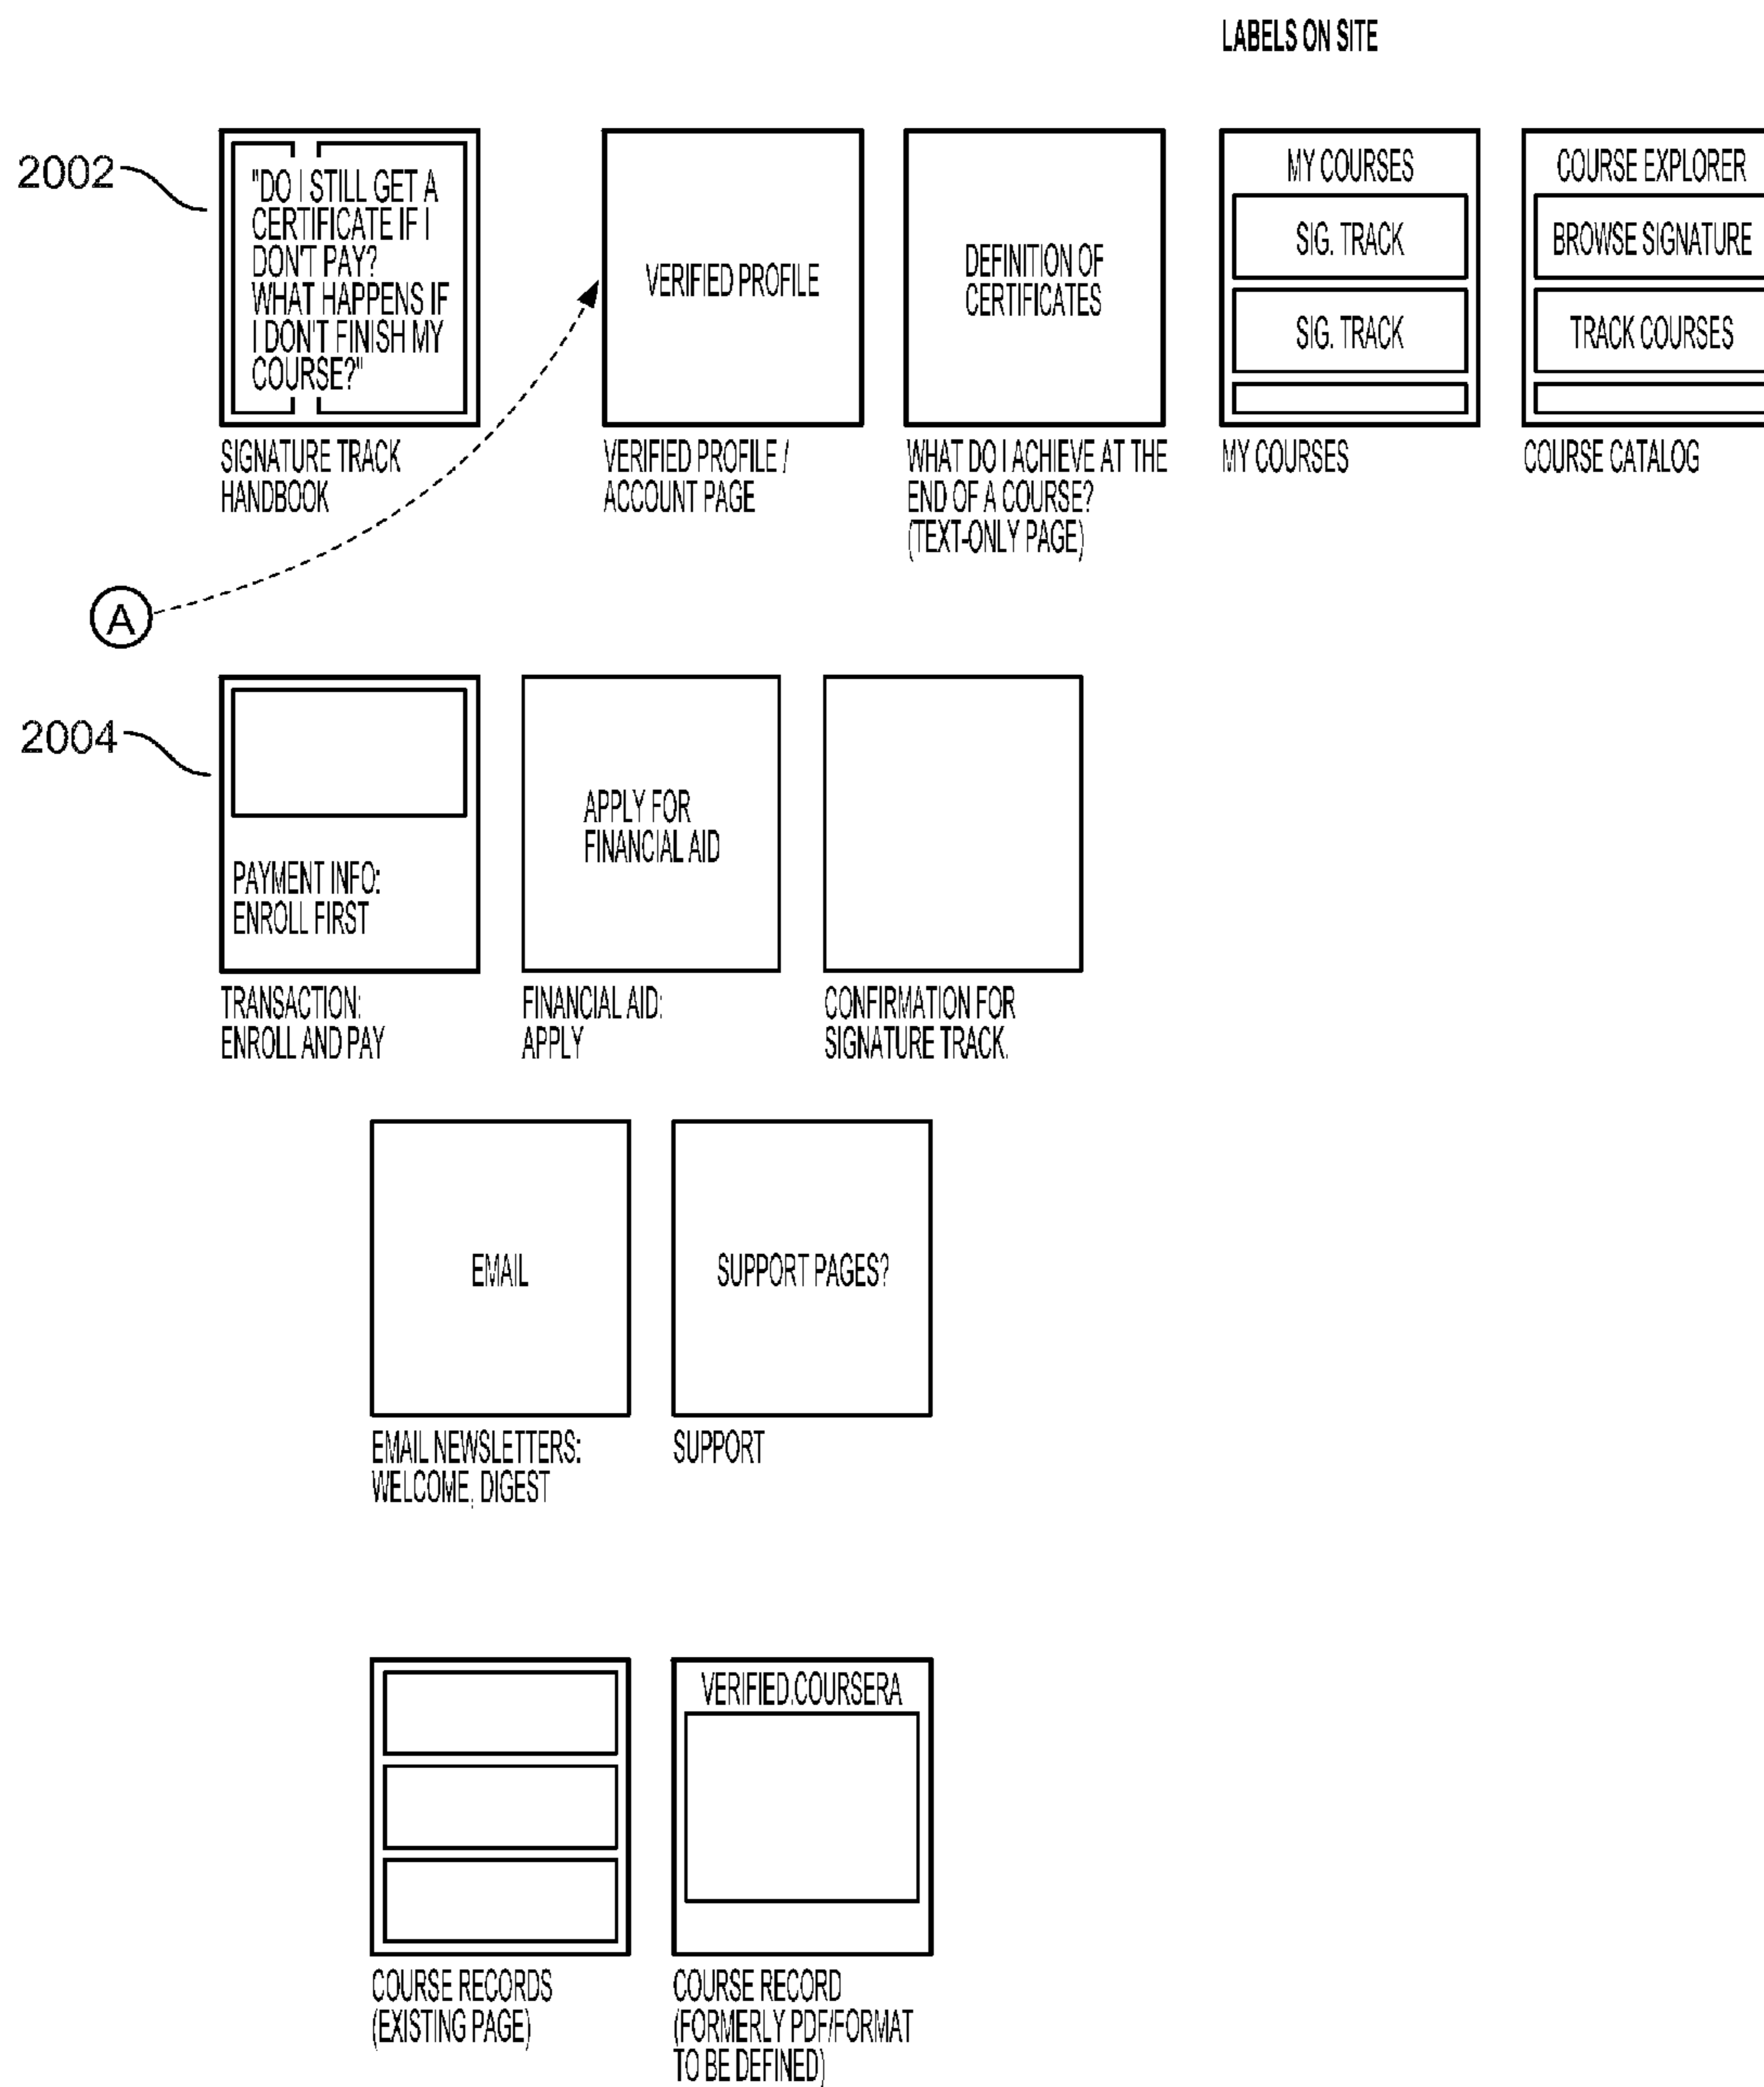 LABELS ON SITE
2002
"DO I STILL GET A
CERTIFICATE IF I
DON'T PAY?
WHAT HAPPENS IF
I DON'T FINISH MY
COURSE?"
SIGNATURE TRACK
HANDBOOK
VERIFIED PROFILE
VERIFIED PROFILE /
ACCOUNT PAGE
DEFINITION OF
CERTIFICATES
WHAT DO I ACHIEVE AT THE
END OF A COURSE?
(TEXT-ONLY PAGE)
MY COURSES
SIG. TRACK
SIG. TRACK
MY COURSES
COURSE EXPLORER
BROWSE SIGNATURE
TRACK COURSES
COURSE CATALOG
A
2004
PAYMENT INFO:
ENROLL FIRST
TRANSACTION:
ENROLL AND PAY
APPLY FOR
FINANCIAL AID
FINANCIAL AID:
APPLY
CONFIRMATION FOR
SIGNATURE TRACK.
EMAIL
EMAIL NEWSLETTERS:
WELCOME, DIGEST
SUPPORT PAGES?
SUPPORT
COURSE RECORDS
(EXISTING PAGE)
VERIFIED.COURSERA
COURSE RECORD
(FORMERLY PDF/FORMAT
TO BE DEFINED)